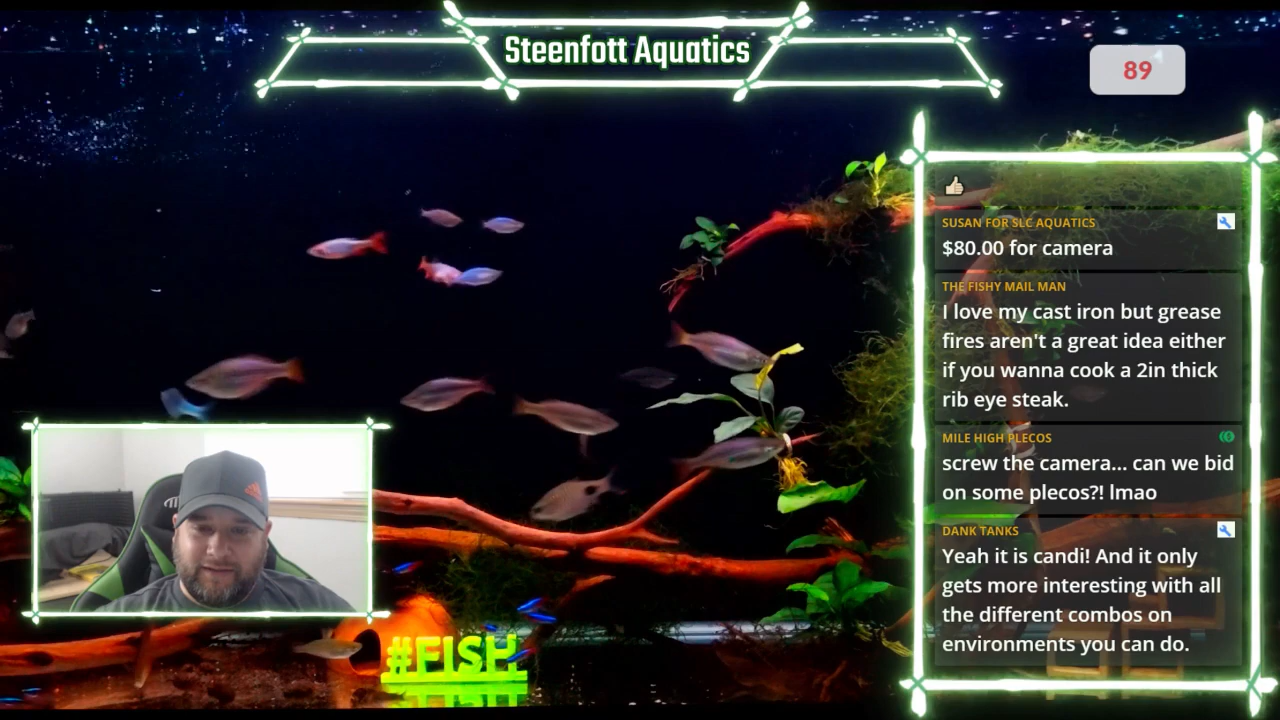 Steenfott Aquatics
89
SUSAN FOR SLC AQUATICS
$80.00 for camera
THE FISHY MAIL MAN
I love my cast iron but grease
fires aren't a great idea either
if you wanna cook a 2in thick
rib eye steak.
MILE HIGH PLECOS
screw the camera... can we bid
on some plecos?! lmao
DANK TANKS
Yeah it is candi! And it only
gets more interesting with all
the different combos on
environments you can do.
#FISH